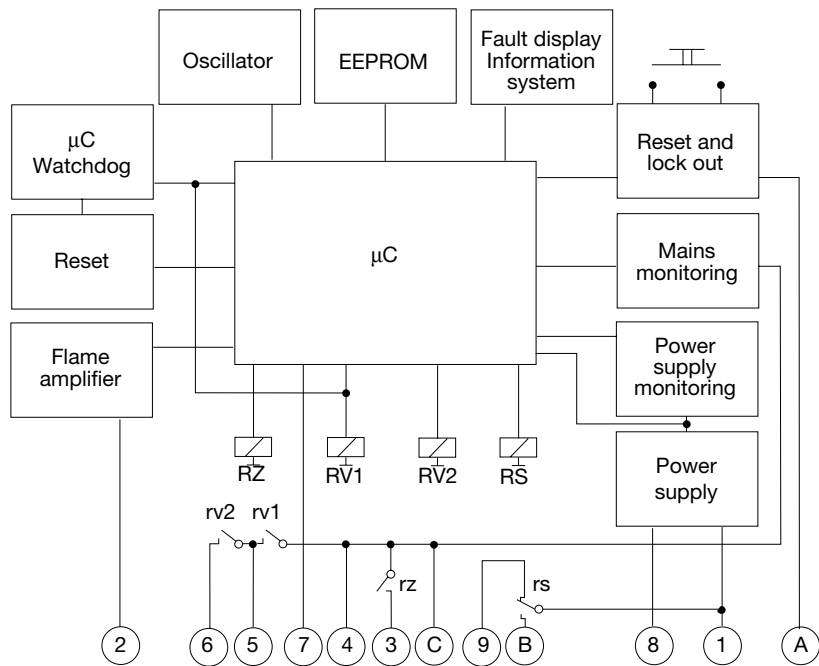 Oscillator
EEPROM
Fault display
Information
system
μC
Watchdog
Reset and
lock out
μC
Reset
Mains
monitoring
Flame
amplifier
Power
supply
monitoring
RZ
RV1
RV2
RS
Power
supply
rv2
rv1
rz
rs
2
6
5
7
4
3
C
9
B
8
1
A